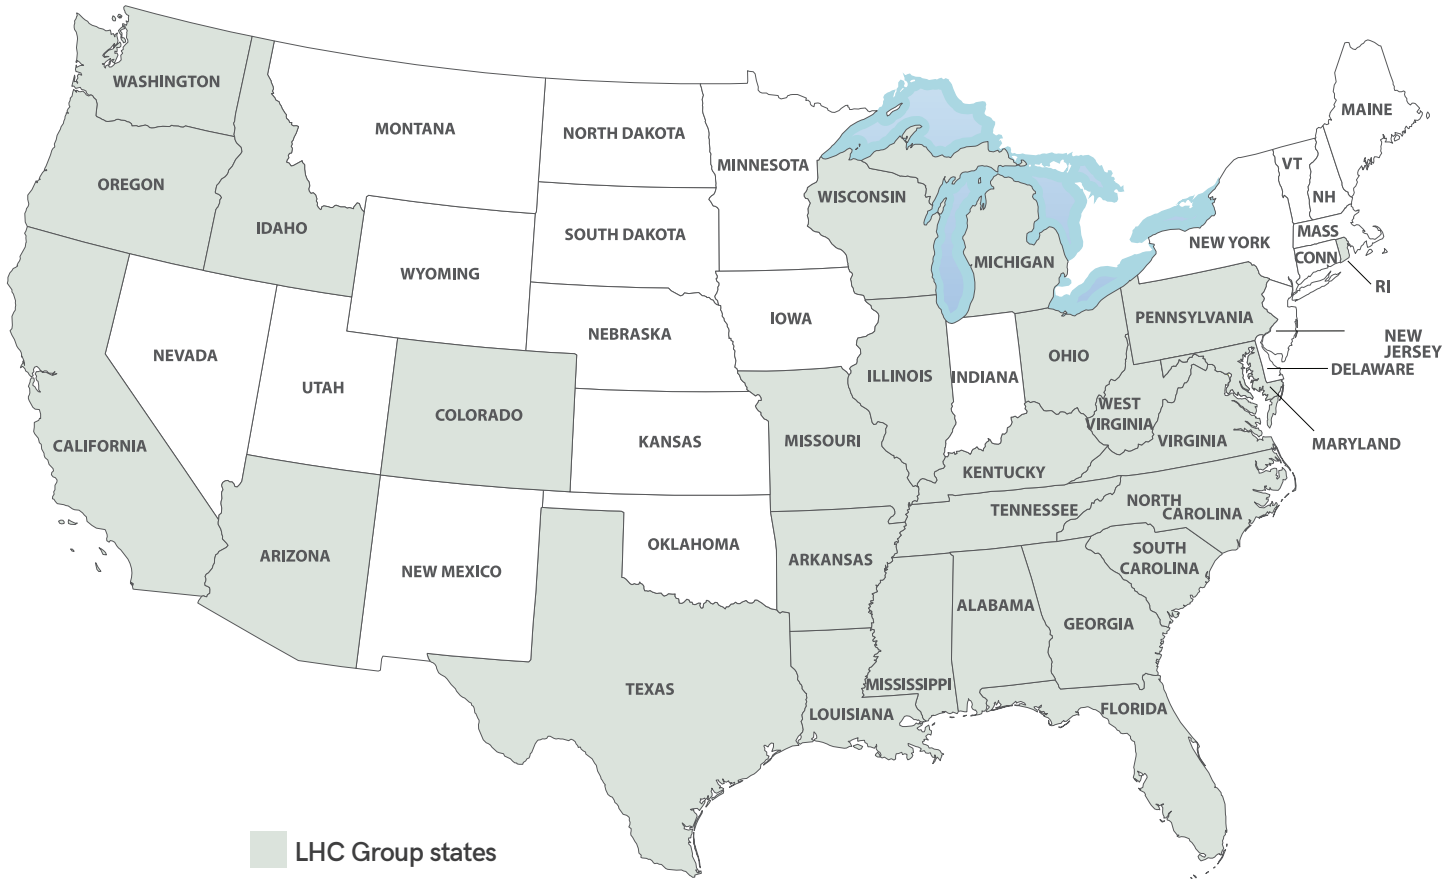 WASHINGTON
MONTANA
NORTH DAKOTA
MINNESOTA
MAINE
VT
NH
OREGON
IDAHO
WISCONSIN
SOUTH DAKOTA
WYOMING
MICHIGAN
NEW YORK
MASS
CONN
RI
IOWA
NEBRASKA
PENNSYLVANIA
NEW
JERSEY
NEVADA
UTAH
OHIO
DELAWARE
ILLINOIS
INDIANA
COLORADO
WEST
VIRGINIA
CALIFORNIA
KANSAS
MISSOURI
VIRGINIA
MARYLAND
KENTUCKY
TENNESSEE
NORTH
CAROLINA
ARIZONA
NEW MEXICO
OKLAHOMA
ARKANSAS
SOUTH
CAROLINA
ALABAMA
GEORGIA
TEXAS
MISSISSIPPI
LOUISIANA
FLORIDA
LHC Group states